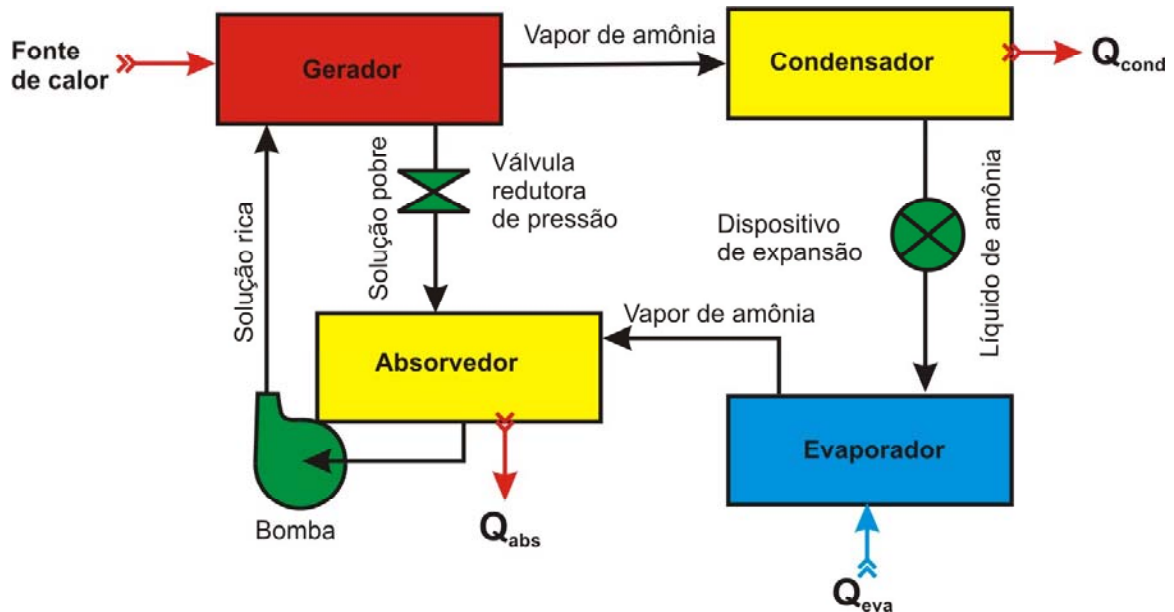 Fonte
de calor
Gerador
Vapor de amônia
Condensador
Qcond
Solução rica
Solução pobre
Válvula
redutora
de pressão
Dispositivo
de expansão
Líquido de amônia
Absorvedor
Vapor de amônia
Evaporador
Bomba
Qabs
Qeva